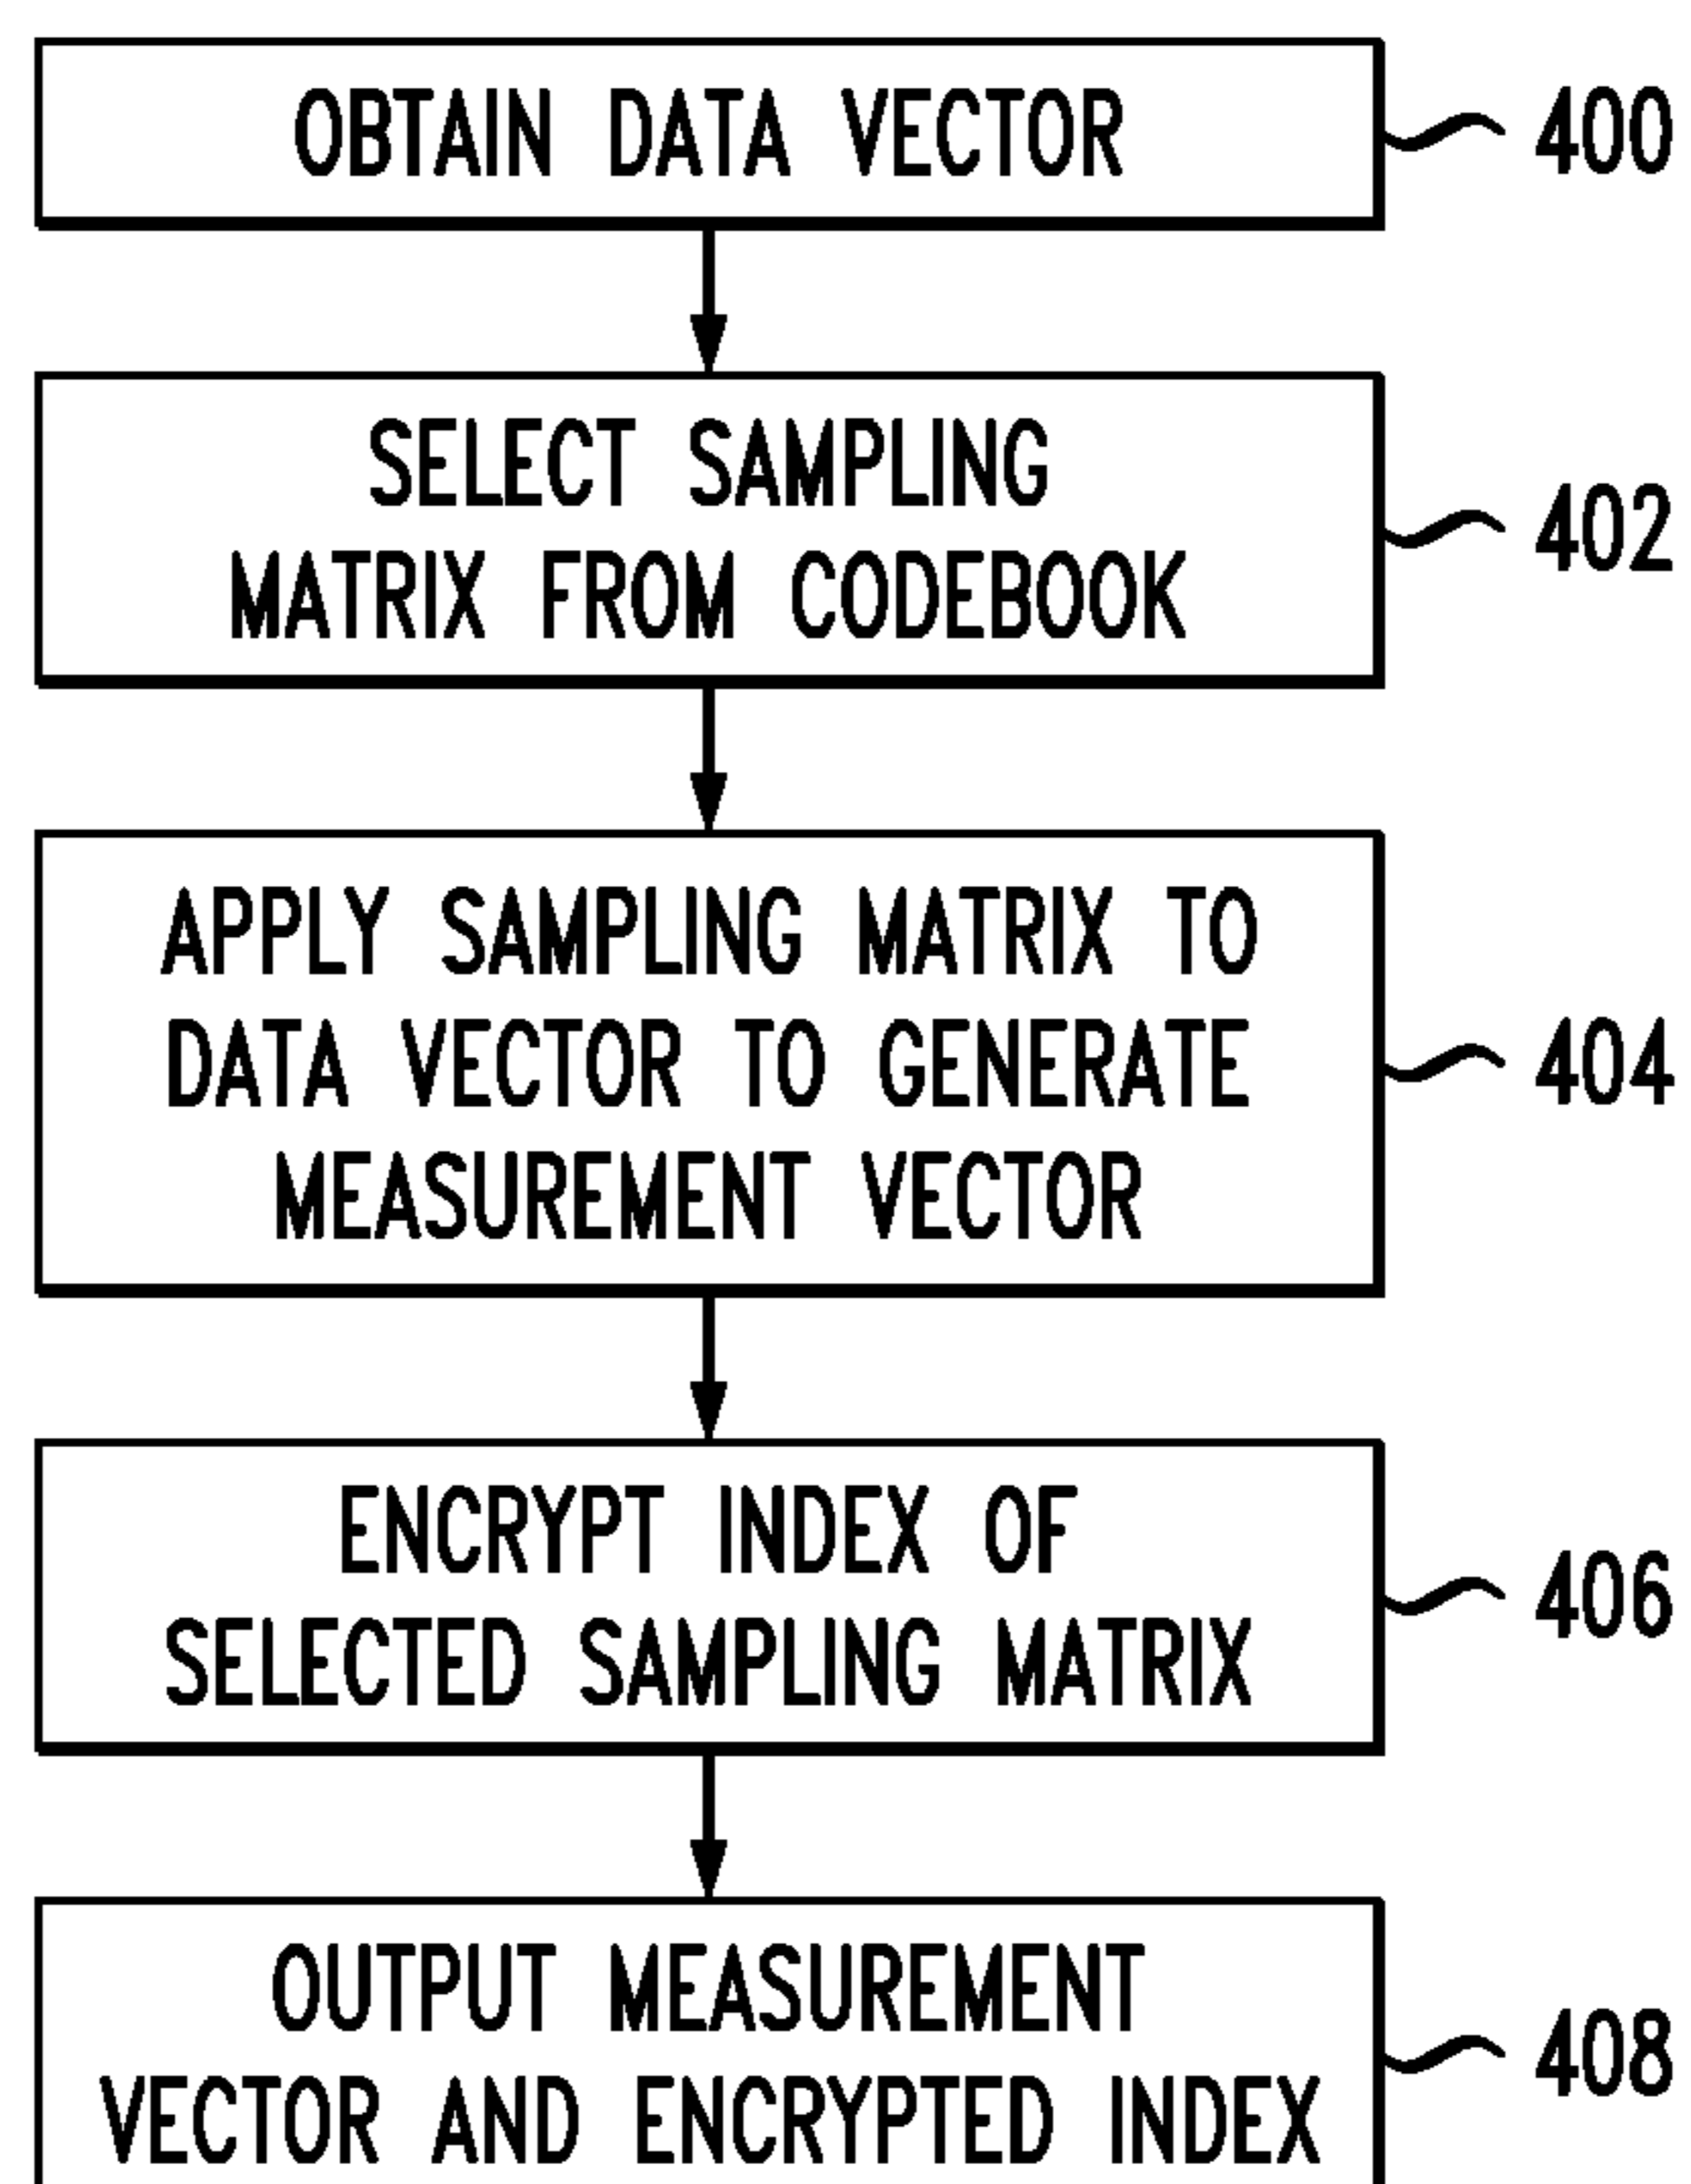 OBTAIN DATA VECTOR
400
SELECT SAMPLING
MATRIX FROM CODEBOOK
402
APPLY SAMPLING MATRIX TO
DATA VECTOR TO GENERATE
MEASUREMENT VECTOR
404
ENCRYPT INDEX OF
SELECTED SAMPLING MATRIX
406
OUTPUT MEASUREMENT
VECTOR AND ENCRYPTED INDEX
408